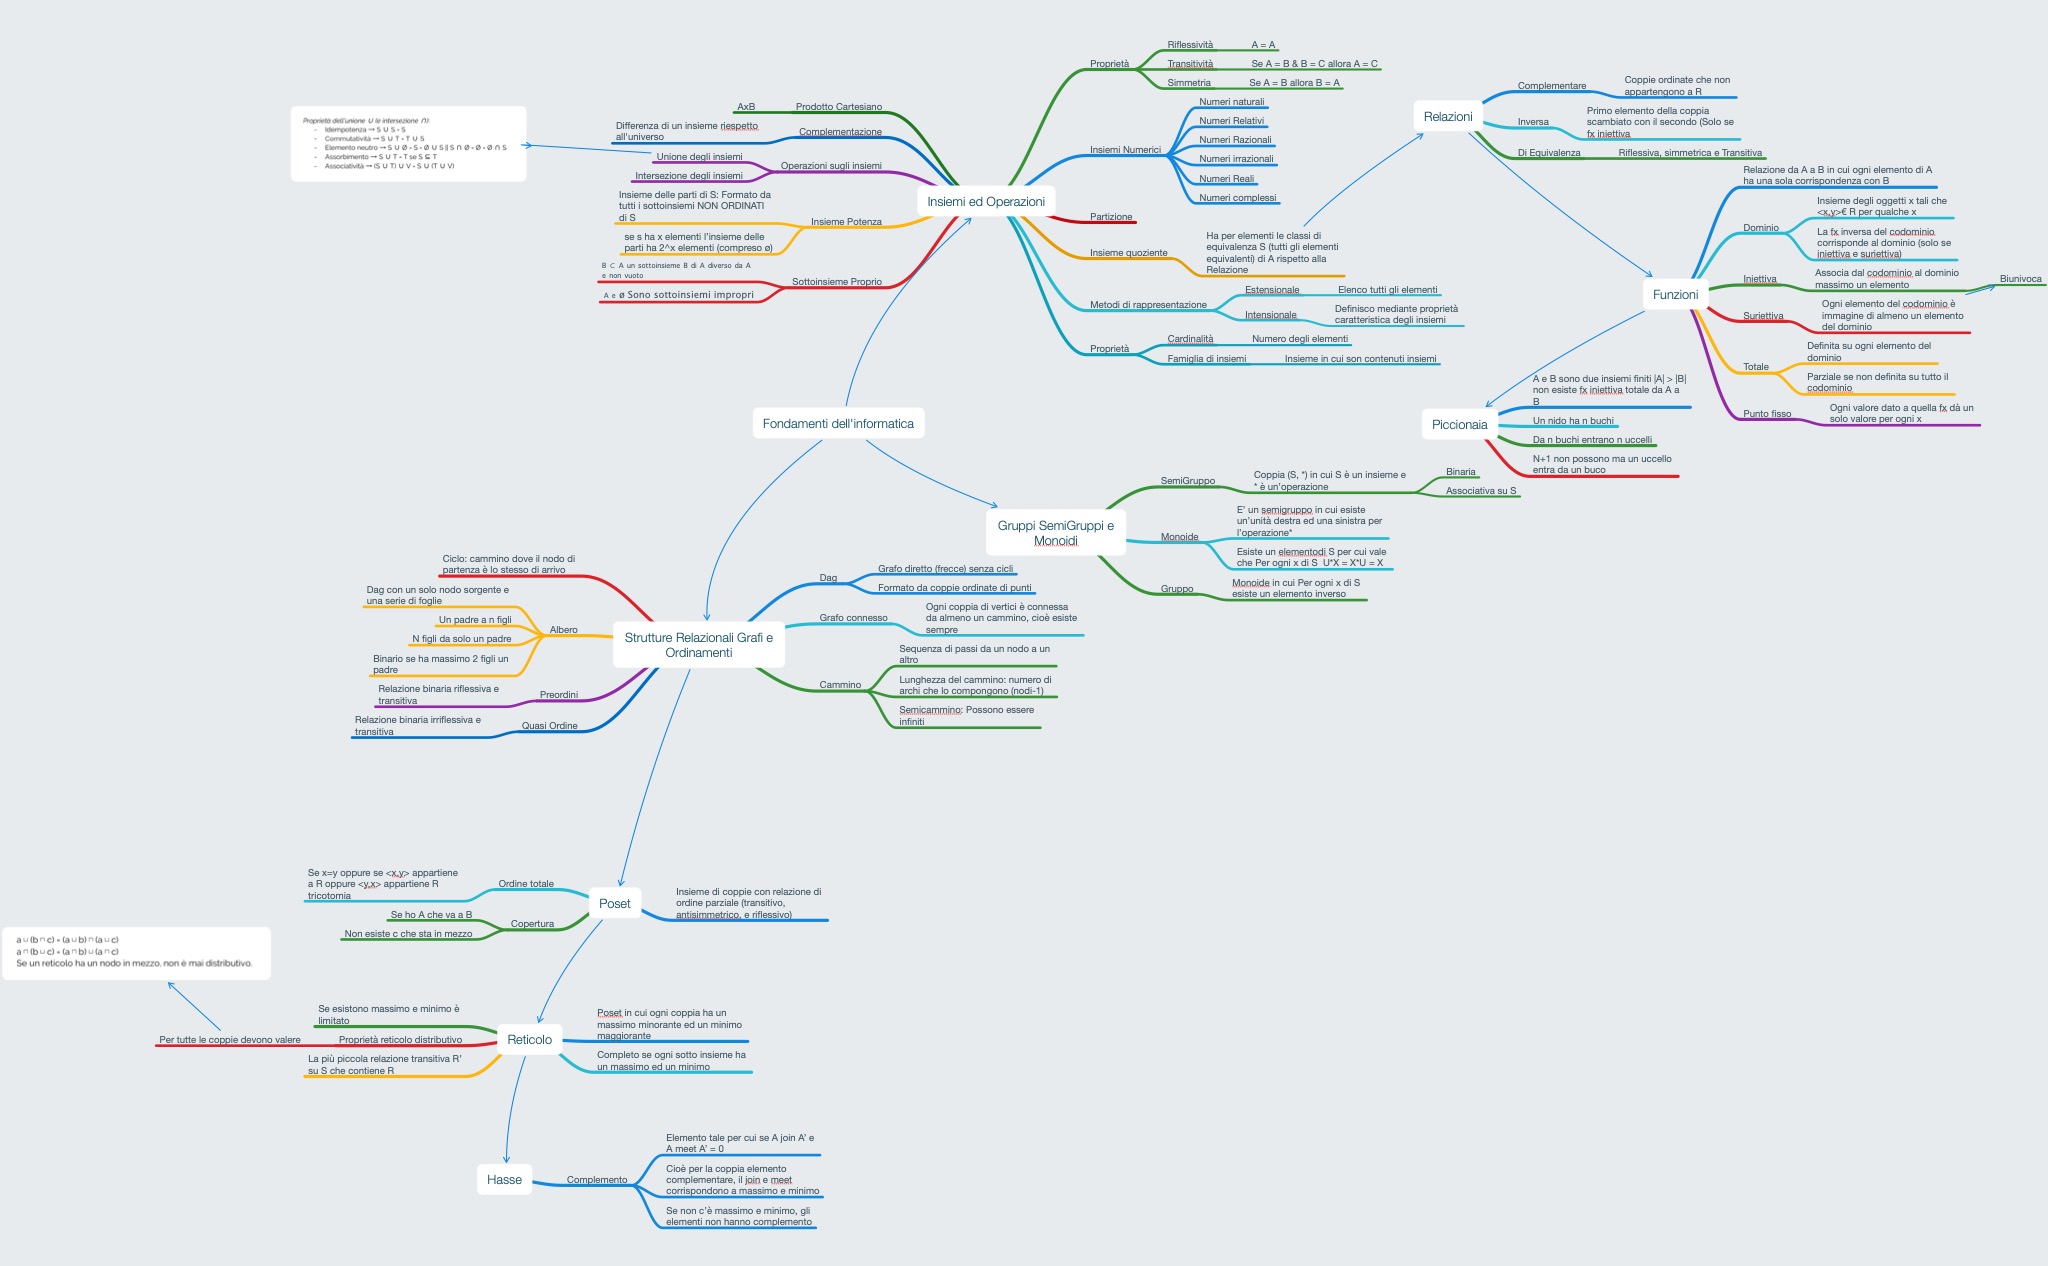 Proprietà dell'unione ∪ (e intersezione ∩):
- Idempotenza → S ∪ S = S
- Commutatività → S ∪ T = T ∪ S
- Elemento neutro → S ∪ Ø = S = Ø ∪ S || S ∩ Ø = Ø = Ø ∩ S
- Assorbimento → S ∪ T = T se S ⊆ T
- Associatività → (S ∪ T) ∪ V = S ∪ (T ∪ V)
AxB
Prodotto Cartesiano
Differenza di un insieme riespetto
all'universo
Complementazione
Unione degli insiemi
Intersezione degli insiemi
Operazioni sugli insiemi
Insieme delle parti di S: Formato da
tutti i sottoinsiemi NON ORDINATI
di S
se s ha x elementi l'insieme delle
parti ha 2^x elementi (compreso ø)
Insieme Potenza
B ⊂ A un sottoinsieme B di A diverso da A
e non vuoto
A e ø Sono sottoinsiemi impropri
Sottoinsieme Proprio
Insiemi ed Operazioni
Proprietà
Riflessività
A = A
Transitività
Se A = B & B = C allora A = C
Simmetria
Se A = B allora B = A
Insiemi Numerici
Numeri naturali
Numeri Relativi
Numeri Razionali
Numeri irrazionali
Numeri Reali
Numeri complessi
Partizione
Insieme quoziente
Ha per elementi le classi di
equivalenza S (tutti gli elementi
equivalenti) di A rispetto alla
Relazione
Metodi di rappresentazione
Estensionale
Elenco tutti gli elementi
Intensionale
Definisco mediante proprietà
caratteristica degli insiemi
Proprietà
Cardinalità
Numero degli elementi
Famiglia di insiemi
Insieme in cui son contenuti insiemi
Relazioni
Complementare
Coppie ordinate che non
appartengono a R
Inversa
Primo elemento della coppia
scambiato con il secondo (Solo se
fx iniettiva
Di Equivalenza
Riflessiva, simmetrica e Transitiva
Funzioni
Relazione da A a B in cui ogni elemento di A
ha una sola corrispondenza con B
Dominio
Insieme degli oggetti x tali che
<x,y>€ R per qualche x
La fx inversa del codominio
corrisponde al dominio (solo se
iniettiva e suriettiva)
Iniettiva
Associa dal codominio al dominio
massimo un elemento
Biunivoca
Suriettiva
Ogni elemento del codominio è
immagine di almeno un elemento
del dominio
Totale
Definita su ogni elemento del
dominio
Parziale se non definita su tutto il
codominio
Punto fisso
Ogni valore dato a quella fx dà un
solo valore per ogni x
Piccionaia
A e B sono due insiemi finiti |A| > |B|
non esiste fx iniettiva totale da A a
B
Un nido ha n buchi
Da n buchi entrano n uccelli
N+1 non possono ma un uccello
entra da un buco
Fondamenti dell'informatica
Gruppi SemiGruppi e
Monoidi
SemiGruppo
Coppia (S, *) in cui S è un insieme e
* è un'operazione
Binaria
Associativa su S
Monoide
E' un semigruppo in cui esiste
un'unità destra ed una sinistra per
l'operazione*
Esiste un elementodi S per cui vale
che Per ogni x di S U*X = X*U = X
Gruppo
Monoide in cui Per ogni x di S
esiste un elemento inverso
Strutture Relazionali Grafi e
Ordinamenti
Ciclo: cammino dove il nodo di
partenza è lo stesso di arrivo
Dag con un solo nodo sorgente e
una serie di foglie
Un padre a n figli
N figli da solo un padre
Binario se ha massimo 2 figli un
padre
Albero
Relazione binaria riflessiva e
transitiva
Preordini
Relazione binaria irriflessiva e
transitiva
Quasi Ordine
Dag
Grafo diretto (frecce) senza cicli
Formato da coppie ordinate di punti
Grafo connesso
Ogni coppia di vertici è connessa
da almeno un cammino, cioè esiste
sempre
Cammino
Sequenza di passi da un nodo a un
altro
Lunghezza del cammino: numero di
archi che lo compongono (nodi-1)
Semicammino: Possono essere
infiniti
Poset
Se x=y oppure se <x,y> appartiene
a R oppure <y,x> appartiene R
tricotomia
Ordine totale
Se ho A che va a B
Non esiste c che sta in mezzo
Copertura
Insieme di coppie con relazione di
ordine parziale (transitivo,
antisimmetrico, e riflessivo)
a ⊔ (b ⊓ c) = (a ⊔ b) ⊓ (a ⊔ c)
a ⊓ (b ⊔ c) = (a ⊓ b) ⊔ (a ⊓ c)
Se un reticolo ha un nodo in mezzo, non è mai distributivo.
Reticolo
Se esistono massimo e minimo è
limitato
Per tutte le coppie devono valere
Proprietà reticolo distributivo
La più piccola relazione transitiva R'
su S che contiene R
Poset in cui ogni coppia ha un
massimo minorante ed un minimo
maggiorante
Completo se ogni sotto insieme ha
un massimo ed un minimo
Hasse
Complemento
Elemento tale per cui se A join A' e
A meet A' = 0
Cioè per la coppia elemento
complementare, il join e meet
corrispondono a massimo e minimo
Se non c'è massimo e minimo, gli
elementi non hanno complemento